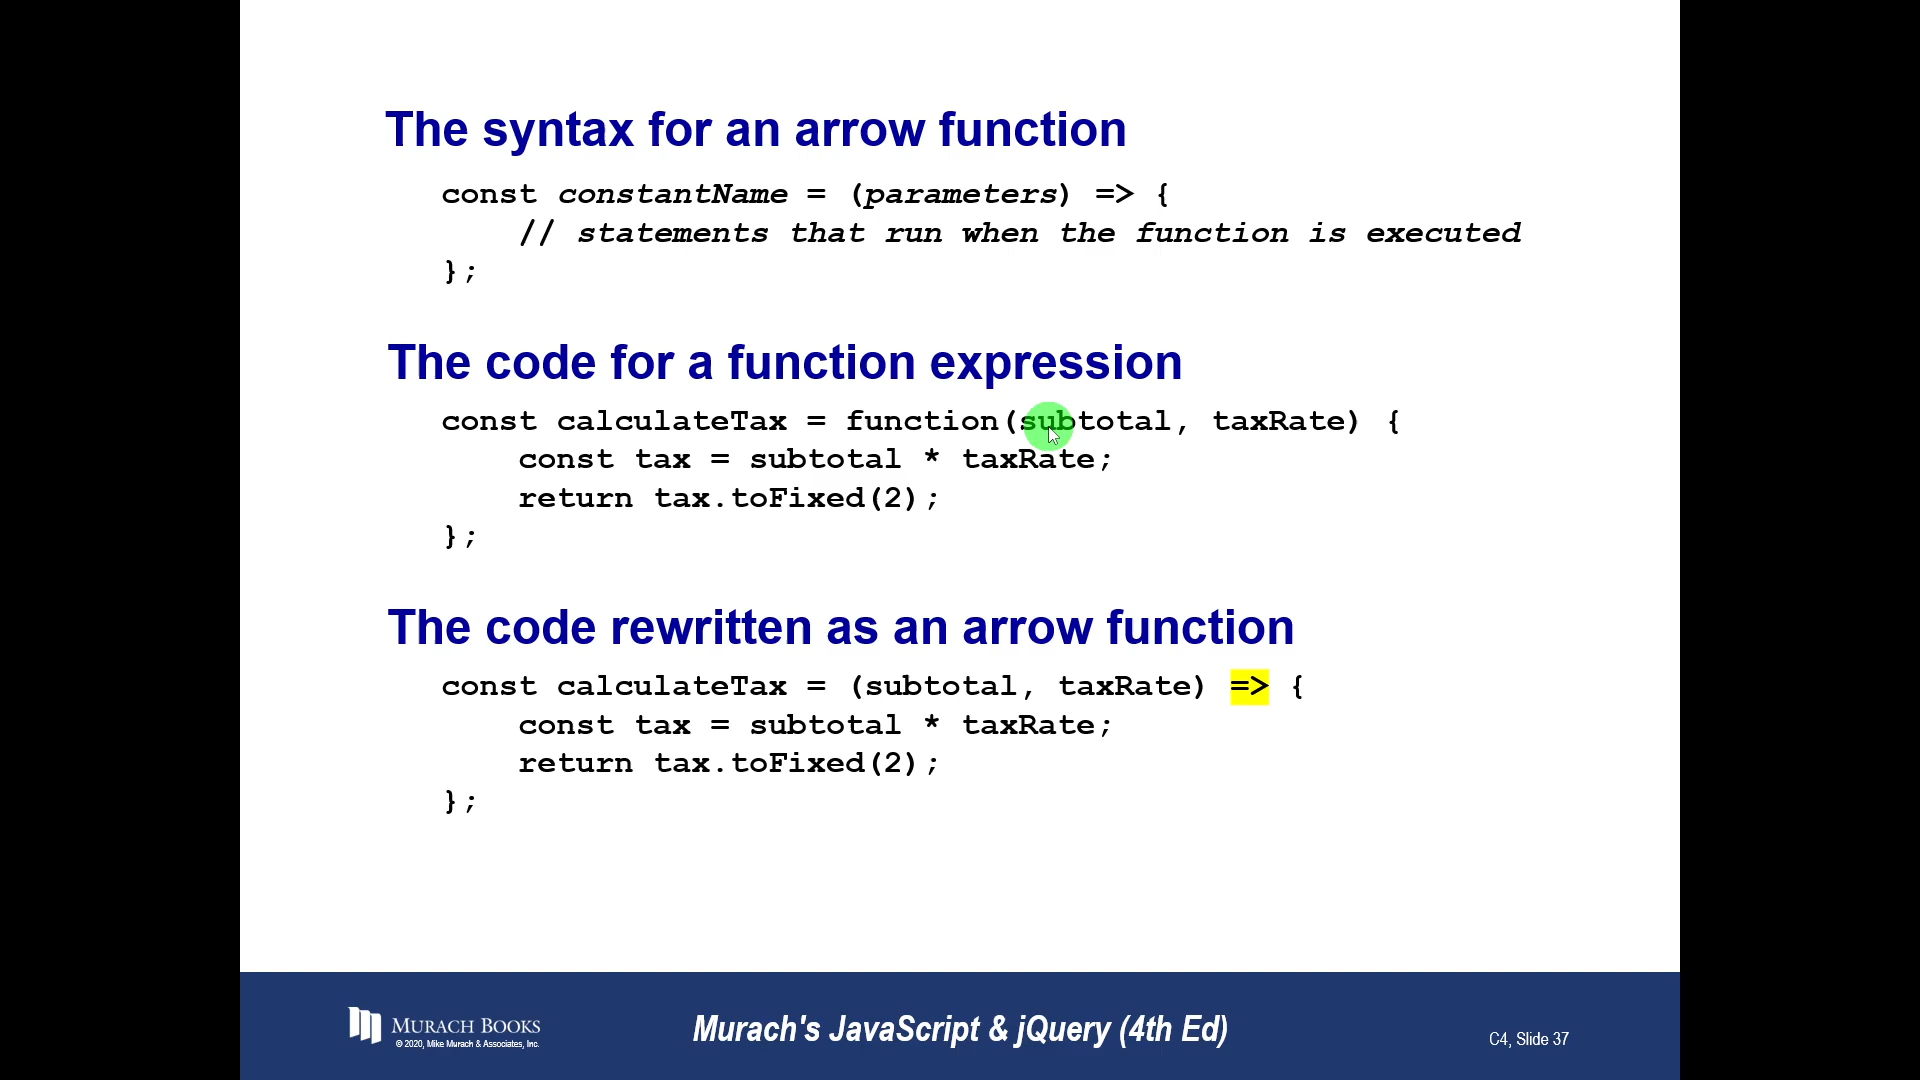 The syntax for an arrow function
const constantName = (parameters) => {
    // statements that run when the function is executed
};
The code for a function expression
const calculateTax = function(subtotal, taxRate) {
    const tax = subtotal * taxRate;
    return tax.toFixed(2);
};
The code rewritten as an arrow function
const calculateTax = (subtotal, taxRate) => {
    const tax = subtotal * taxRate;
    return tax.toFixed(2);
};
MURACH BOOKS
© 2020, Mike Murach & Associates, Inc.
Murach's JavaScript & jQuery (4th Ed)
C4, Slide 37